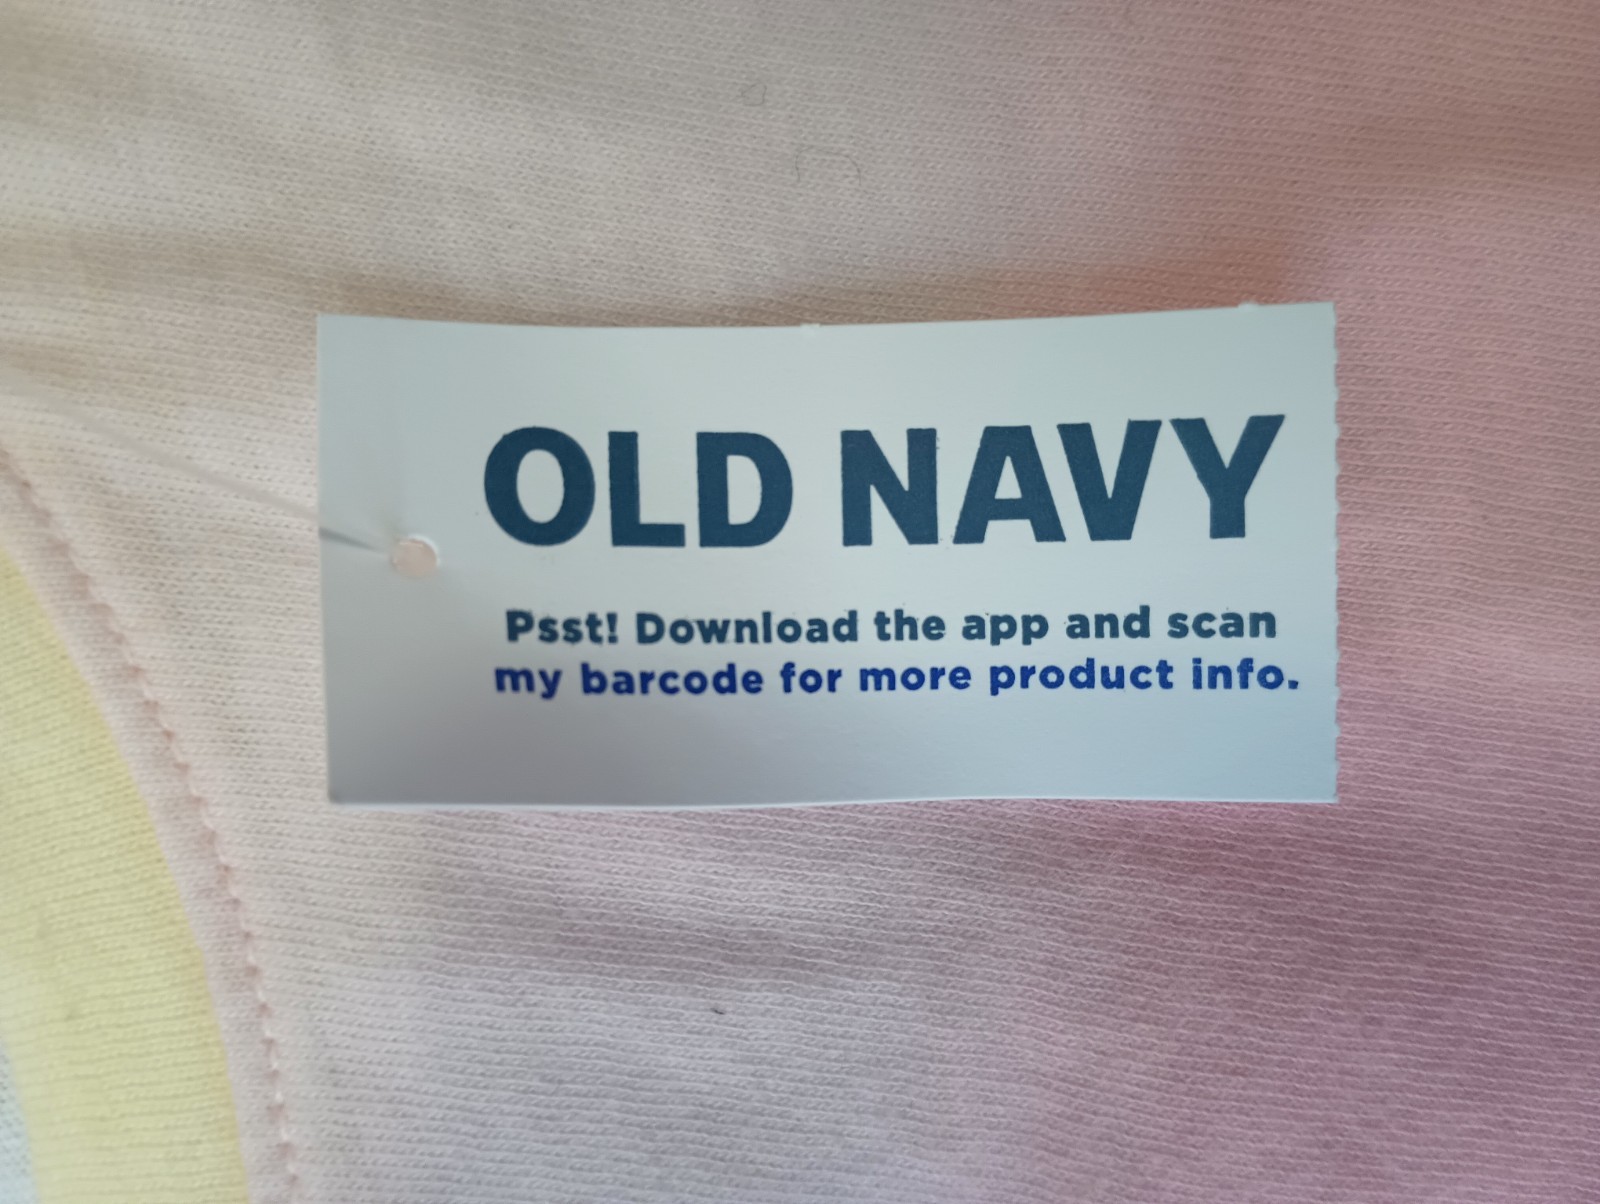 OLD NAVY
Psst! Download the app and scan
my barcode for more product info.